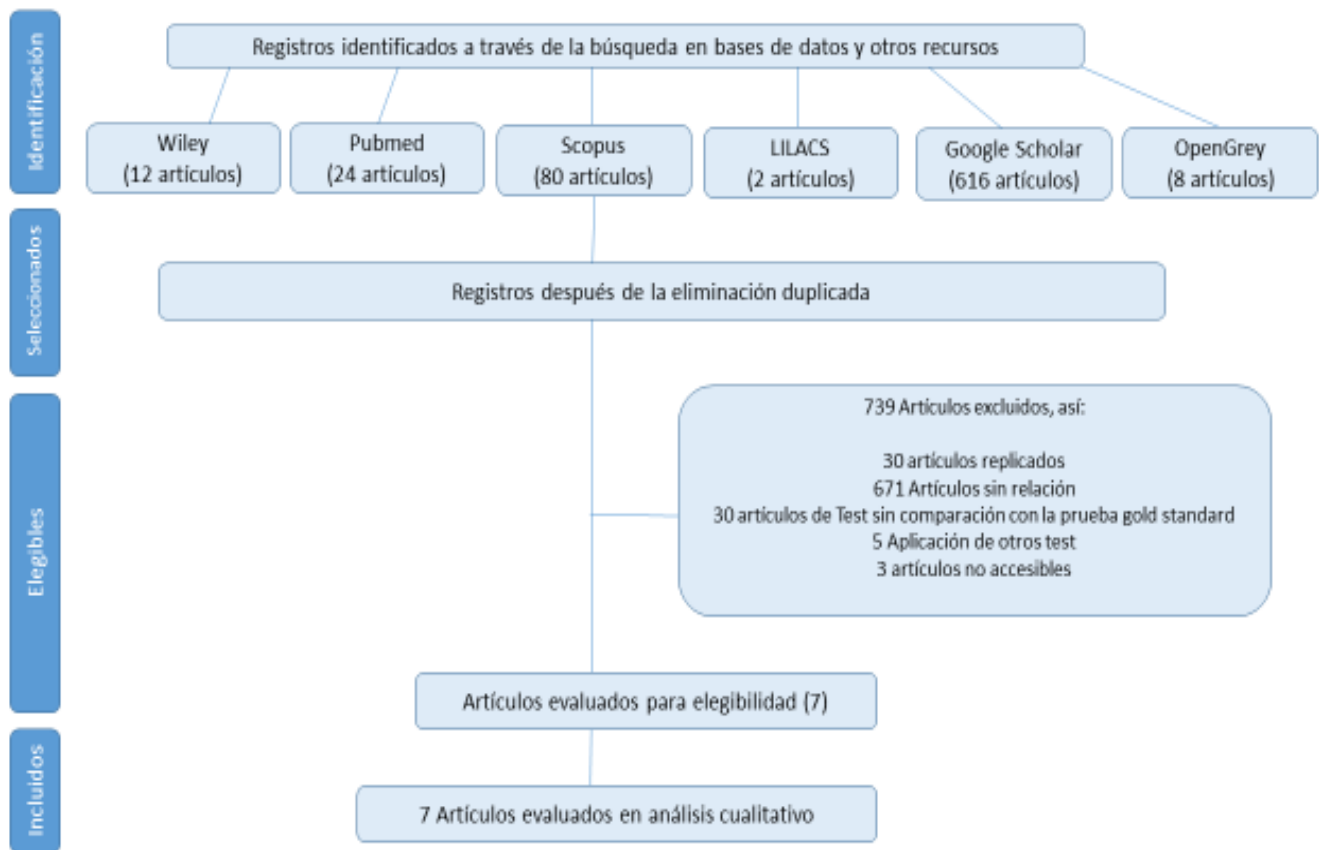 Identificación
Registros identificados a través de la búsqueda en bases de datos y otros recursos
Wiley
(12 artículos)
Pubmed
(24 artículos)
Scopus
(80 artículos)
LILACS
(2 artículos)
Google Scholar
(616 artículos)
OpenGrey
(8 artículos)
Seleccionados
Registros después de la eliminación duplicada
Elegibles
739 Artículos excluidos, así:
30 artículos replicados
671 Artículos sin relación
30 artículos de Test sin comparación con la prueba gold standard
5 Aplicación de otros test
3 artículos no accesibles
Artículos evaluados para elegibilidad (7)
Incluidos
7 Artículos evaluados en análisis cualitativo